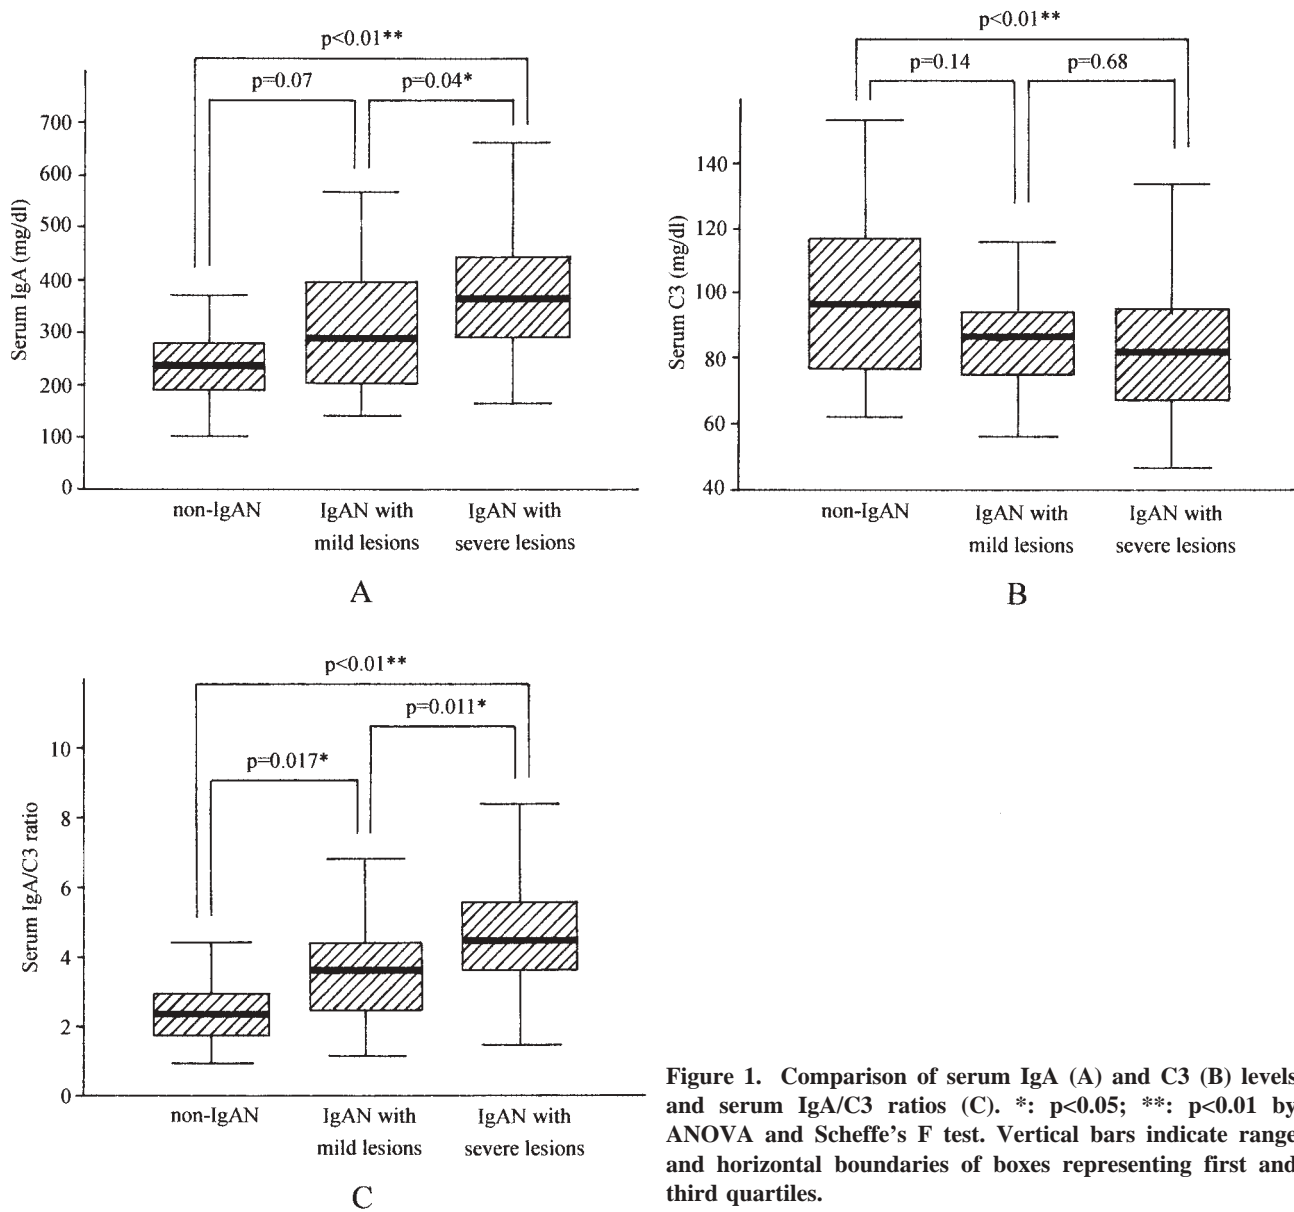 p<0.01**
p=0.07
p=0.04*
700
600
500
400
300
200
100
0
Serum IgA (mg/dl)
non-IgAN
IgAN with
mild lesions
IgAN with
severe lesions
A
p<0.01**
p=0.14
p=0.68
140
120
100
80
60
40
Serum C3 (mg/dl)
non-IgAN
IgAN with
mild lesions
IgAN with
severe lesions
B
p<0.01**
p=0.011*
p=0.017*
10
8
6
4
2
0
Serum IgA/C3 ratio
non-IgAN
IgAN with
mild lesions
IgAN with
severe lesions
C
Figure 1. Comparison of serum IgA (A) and C3 (B) levels
and serum IgA/C3 ratios (C). *: p<0.05; **: p<0.01 by
ANOVA and Scheffe's F test. Vertical bars indicate range
and horizontal boundaries of boxes representing first and
third quartiles.